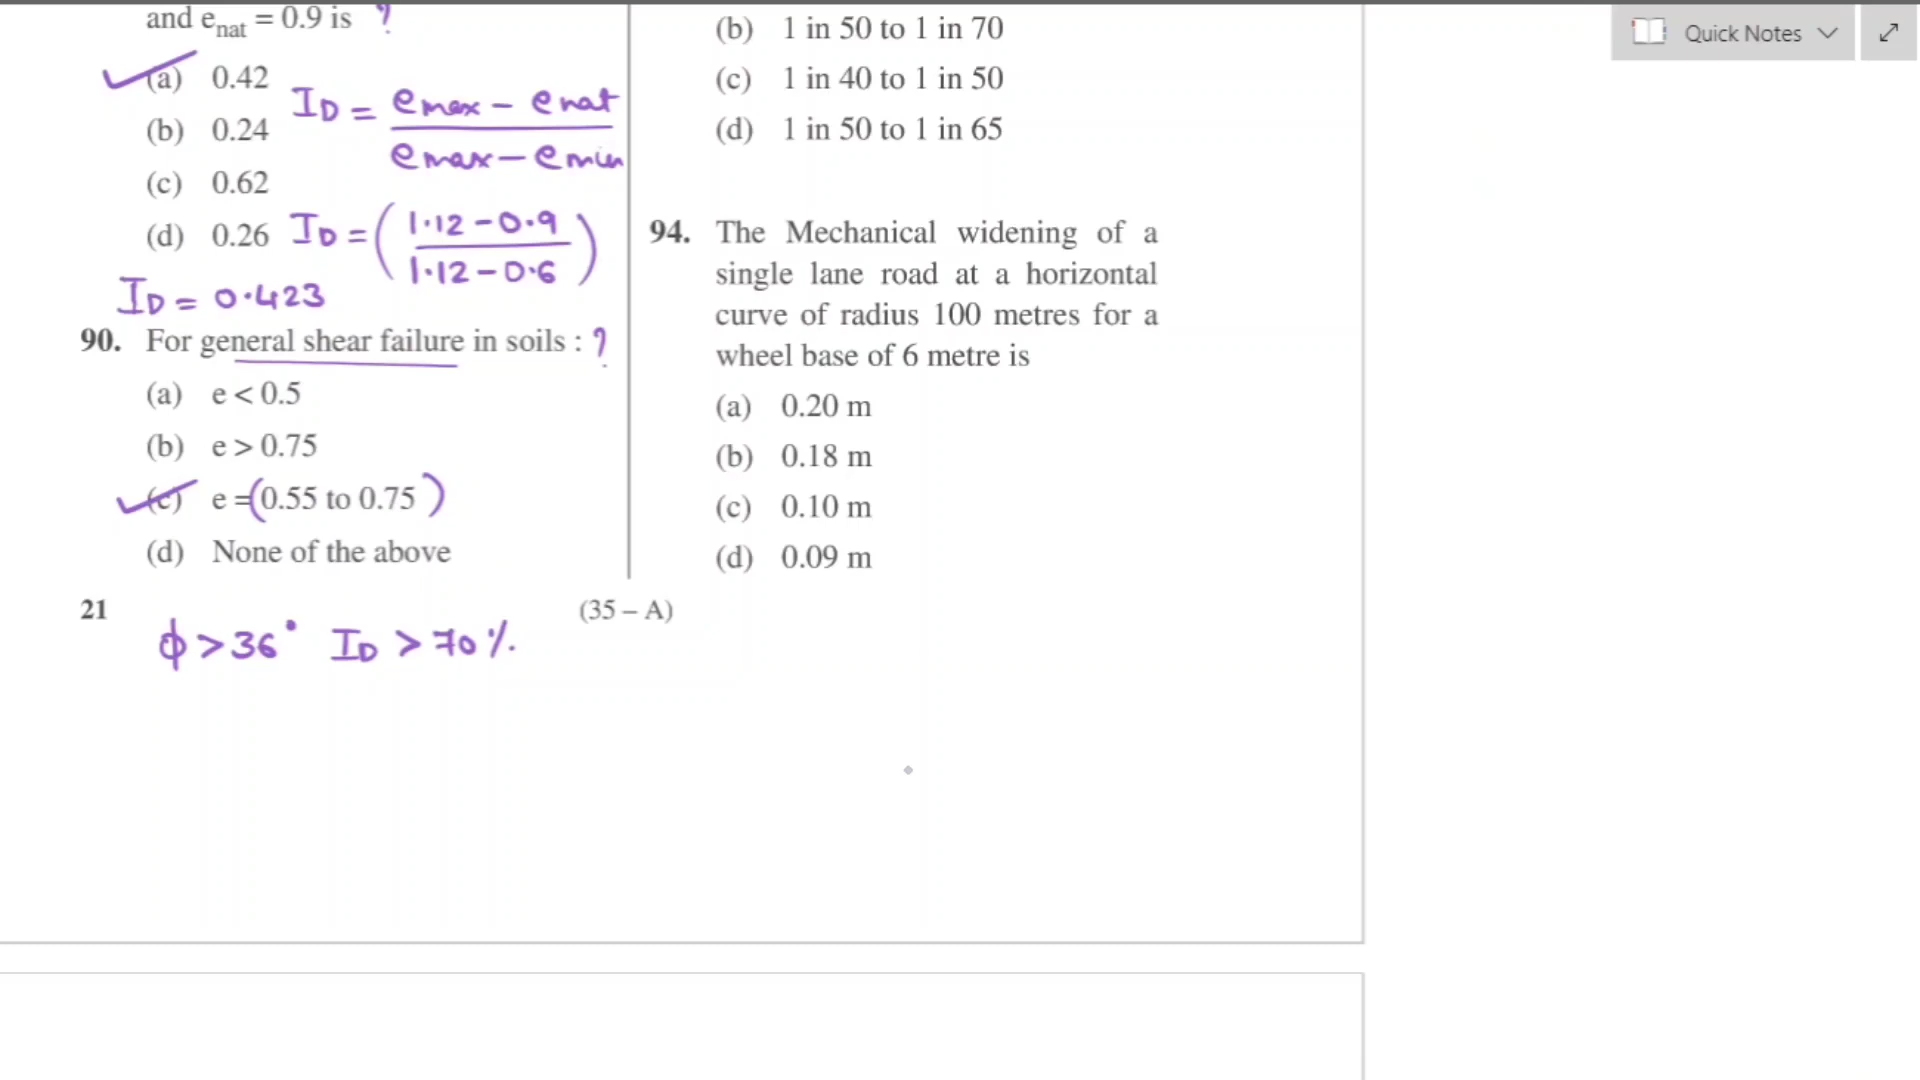 and e_nat = 0.9 is ?
(a) 0.42
(b) 0.24
(c) 0.62
(d) 0.26
I_D = e_max - e_nat / e_max - e_min
I_D = (1.12 - 0.9 / 1.12 - 0.6)
I_D = 0.423
90. For general shear failure in soils : ?
(a) e < 0.5
(b) e > 0.75
(c) e = (0.55 to 0.75)
(d) None of the above
(b) 1 in 50 to 1 in 70
(c) 1 in 40 to 1 in 50
(d) 1 in 50 to 1 in 65
94. The Mechanical widening of a
single lane road at a horizontal
curve of radius 100 metres for a
wheel base of 6 metre is
(a) 0.20 m
(b) 0.18 m
(c) 0.10 m
(d) 0.09 m
21
(35 – A)
ϕ > 36° I_D > 70%.
Quick Notes